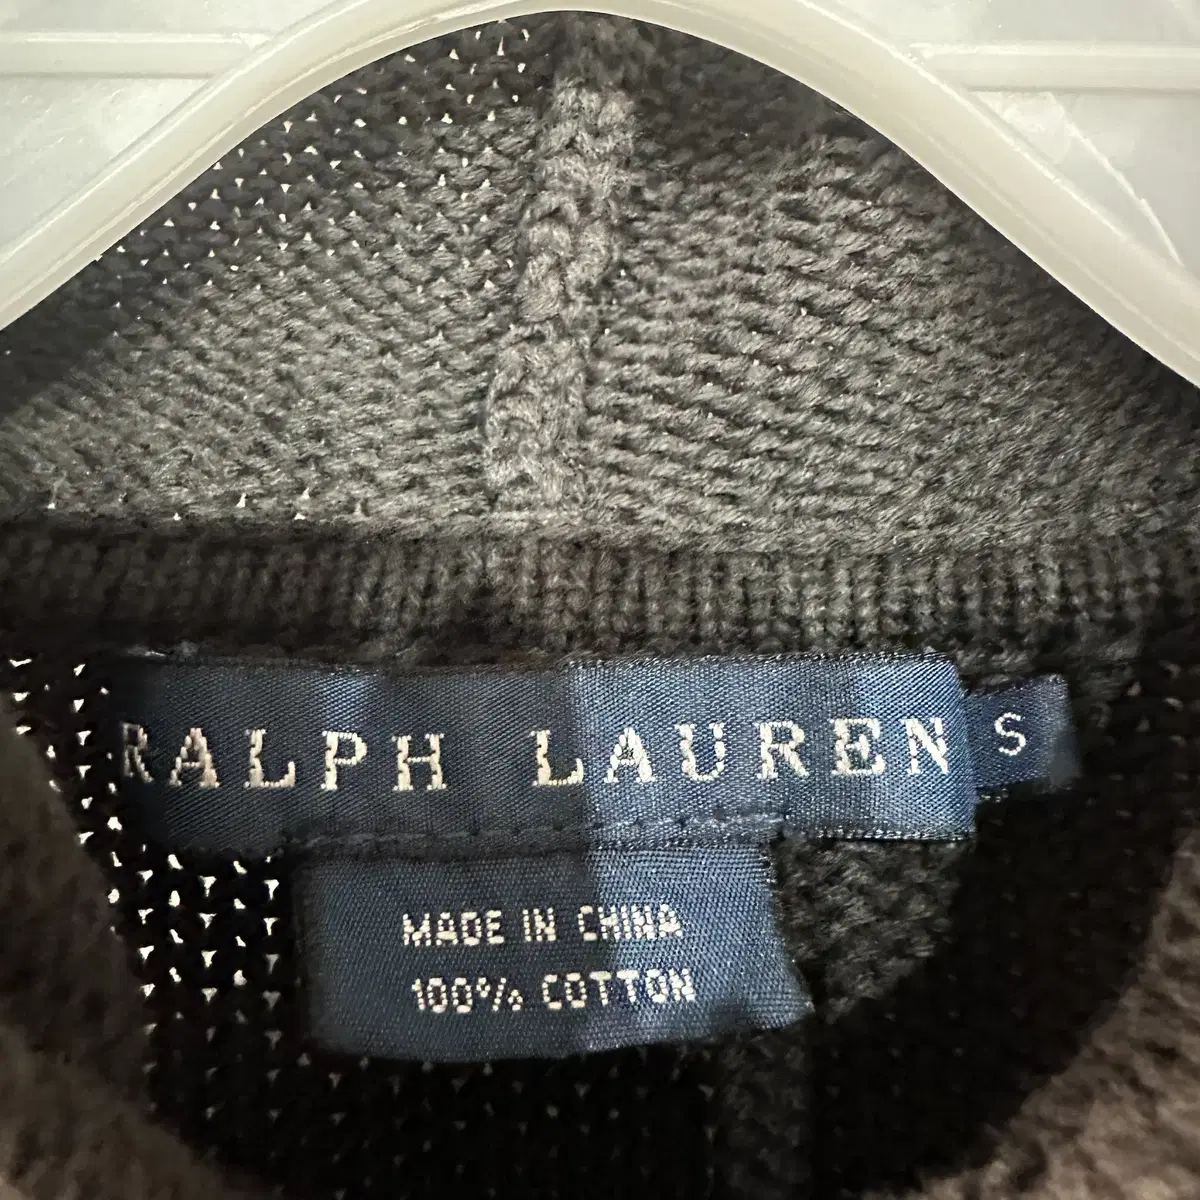 RALPH LAUREN
S
MADE IN CHINA
100% COTTON